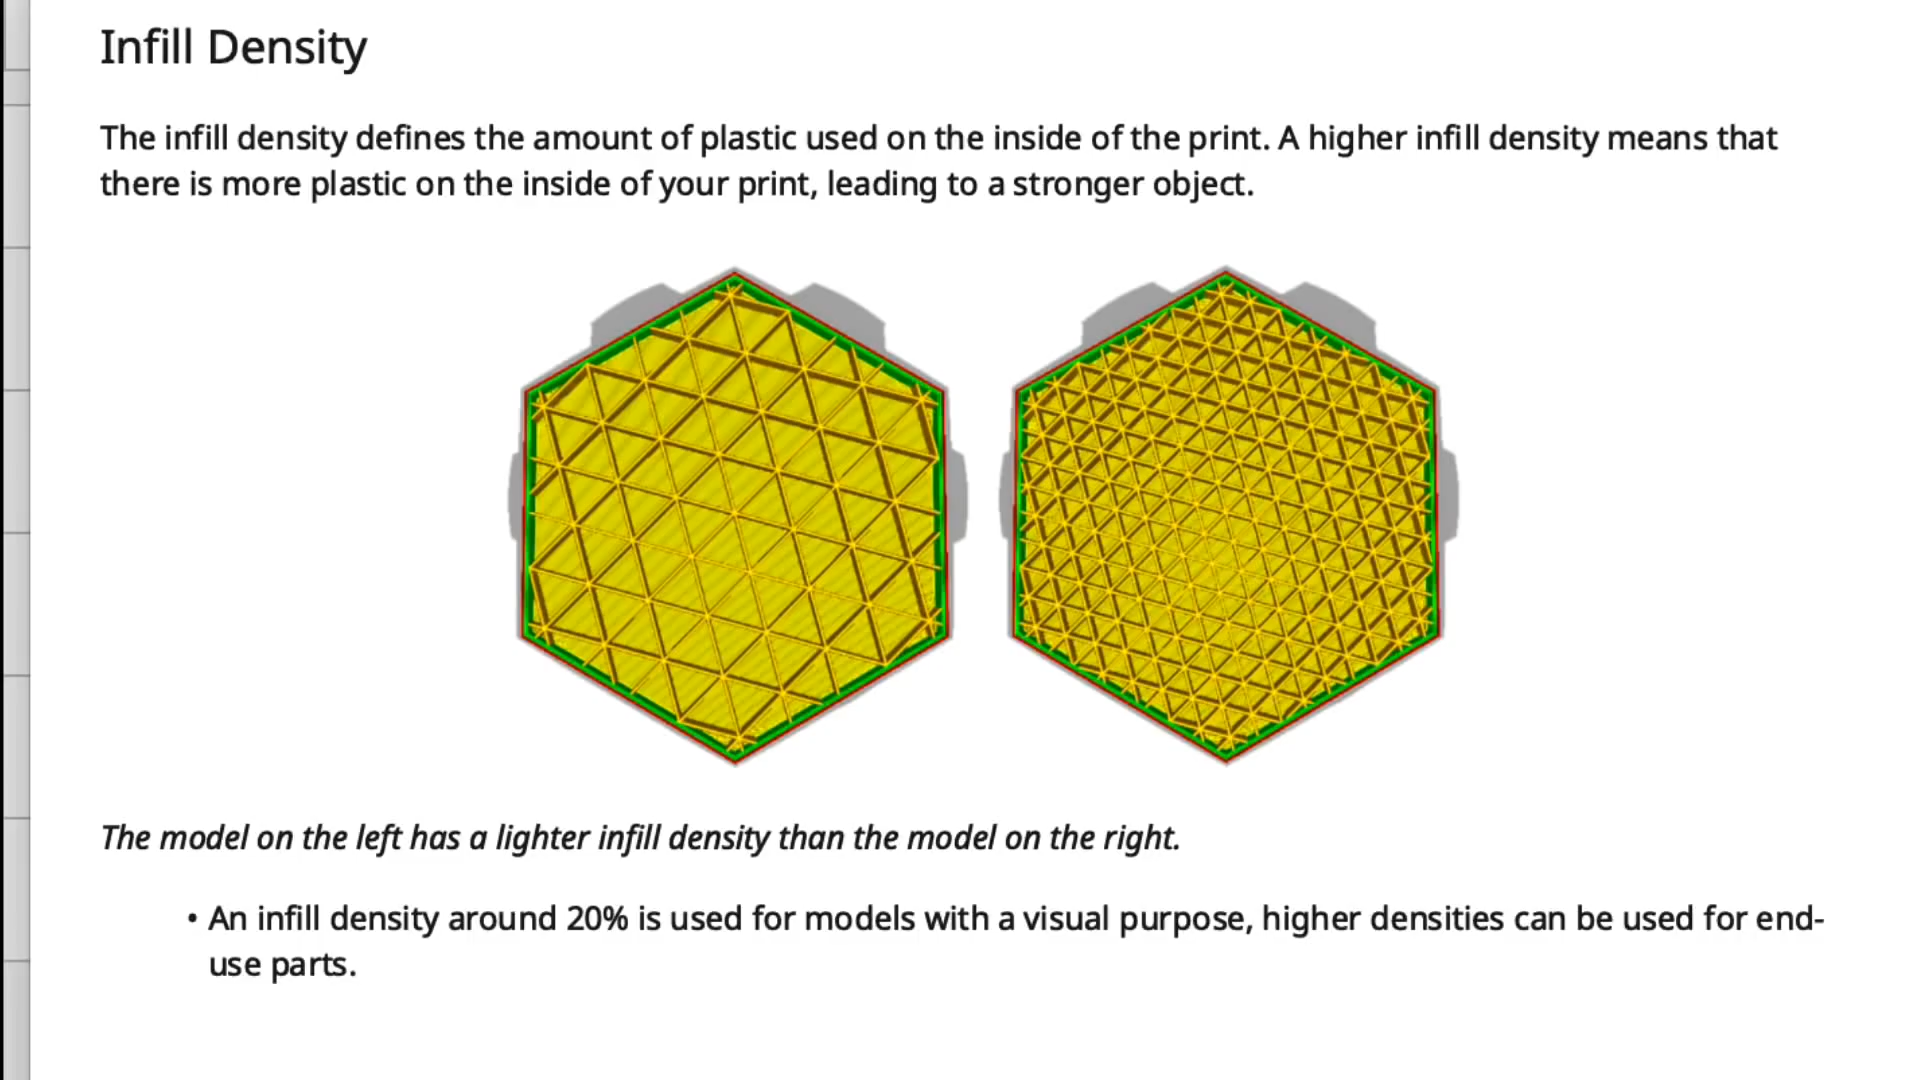 Infill Density
The infill density defines the amount of plastic used on the inside of the print. A higher infill density means that
there is more plastic on the inside of your print, leading to a stronger object.
The model on the left has a lighter infill density than the model on the right.
• An infill density around 20% is used for models with a visual purpose, higher densities can be used for end-
use parts.